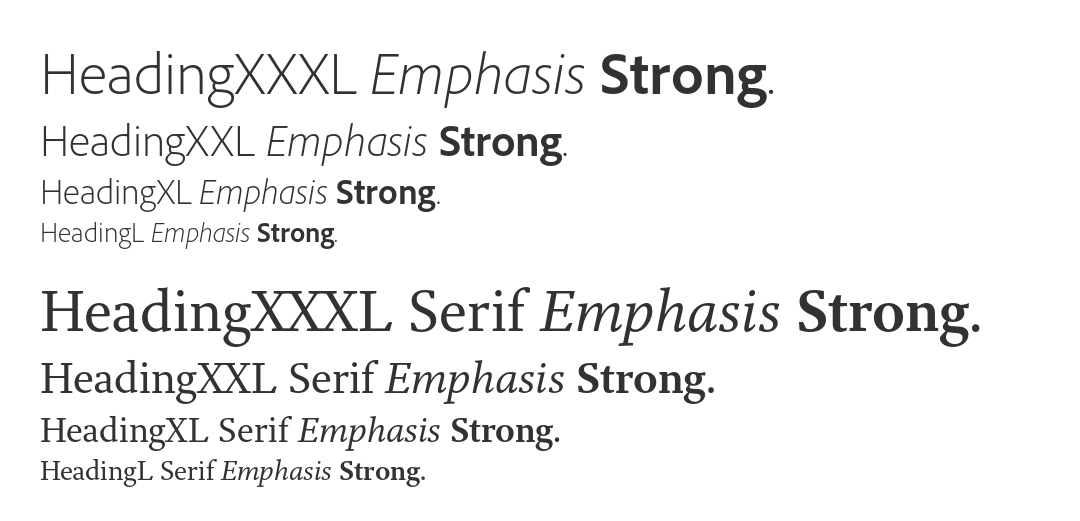 HeadingXXXL Emphasis Strong.
HeadingXXL Emphasis Strong.
HeadingXL Emphasis Strong.
HeadingL Emphasis Strong.
HeadingXXXL Serif Emphasis Strong.
HeadingXXL Serif Emphasis Strong.
HeadingXL Serif Emphasis Strong.
HeadingL Serif Emphasis Strong.